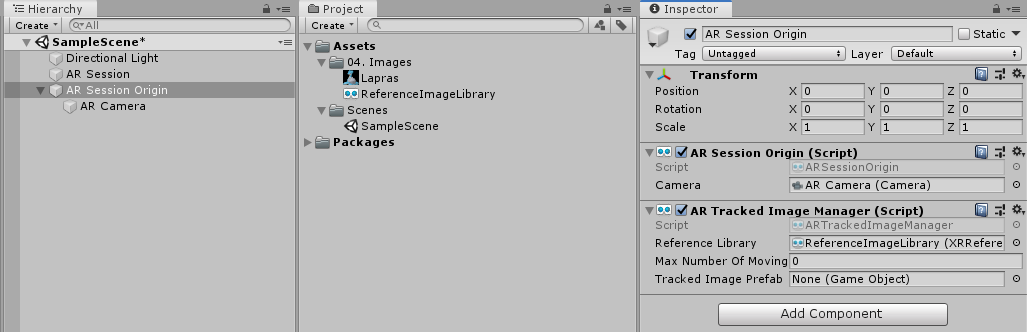 Hierarchy
Create All
SampleScene*
Directional Light
AR Session
AR Session Origin
AR Camera
Project
Create
Assets
04. Images
Lapras
ReferenceImageLibrary
Scenes
SampleScene
Packages
Inspector
AR Session Origin Static
Tag Untagged Layer Default
Transform
Position X 0 Y 0 Z 0
Rotation X 0 Y 0 Z 0
Scale X 1 Y 1 Z 1
AR Session Origin (Script)
Script ARSessionOrigin
Camera AR Camera (Camera)
AR Tracked Image Manager (Script)
Script ARTrackedImageManager
Reference Library ReferenceImageLibrary (XRRefere
Max Number Of Moving 0
Tracked Image Prefab None (Game Object)
Add Component